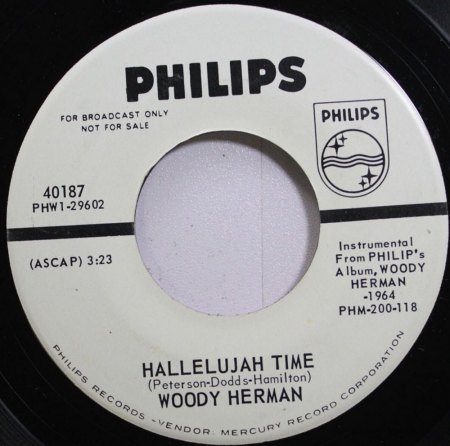 PHILIPS
FOR BROADCAST ONLY
NOT FOR SALE
PHILIPS
40187
PHW1-29602
(ASCAP) 3:23
Instrumental
From PHILIP's
Album, WOODY
HERMAN
-1964
PHM-200-118
HALLELUJAH TIME
(Peterson-Dodds-Hamilton)
WOODY HERMAN
PHILIPS RECORDS -VENDOR: MERCURY RECORD CORPORATION